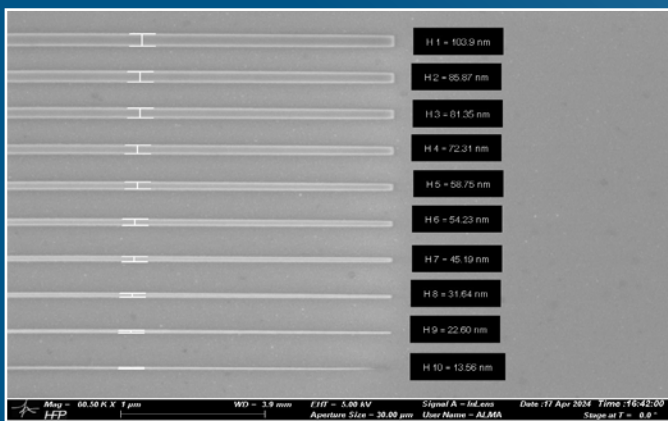 H 1 = 103.9 nm
H 2 = 85.87 nm
H 3 = 81.35 nm
H 4 = 72.31 nm
H 5 = 58.75 nm
H 6 = 54.23 nm
H 7 = 45.19 nm
H 8 = 31.64 nm
H 9 = 22.60 nm
H 10 = 13.56 nm
Mag = 60.50 K X 1 µm WD = 3.9 mm EHT = 5.00 kV Signal A = InLens Date :17 Apr 2024 Time :16:42:00
HFP Aperture Size = 30.00 µm User Name = ALMA Stage at T = 0.0 °